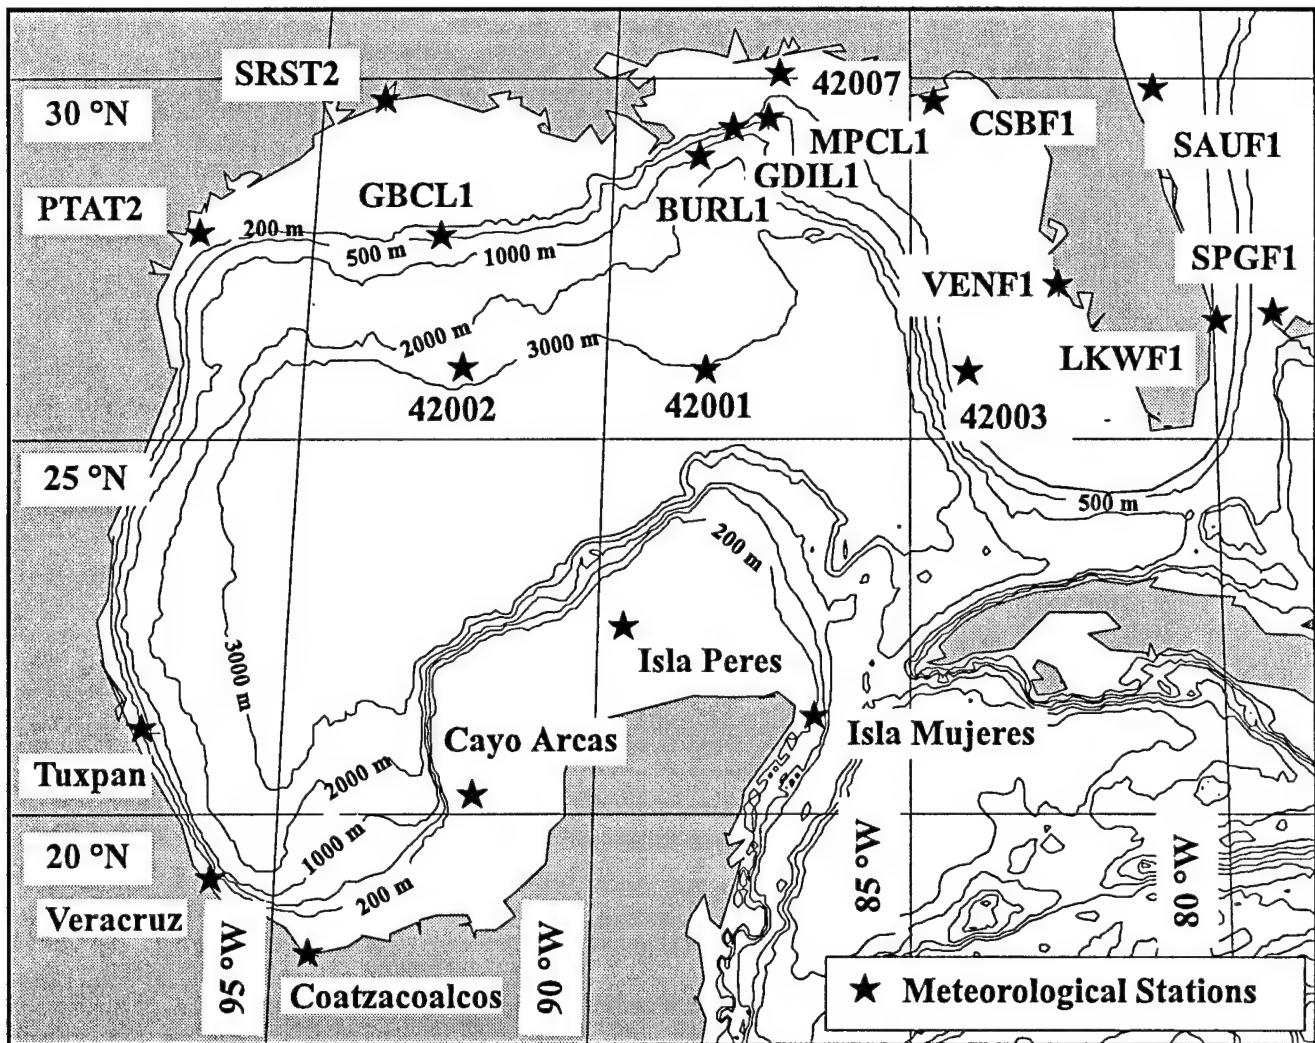 SRST2
42007
30 °N
CSBF1
MPCL1
SAUF1
GDIL1
PTAT2
GBCL1
BURL1
200 m
500 m
1000 m
SPGF1
VENF1
2000 m
3000 m
LKWF1
42002
42001
42003
25 °N
500 m
200 m
3000 m
Isla Peres
Cayo Arcas
Isla Mujeres
Tuxpan
2000 m
1000 m
20 °N
200 m
85 °W
80 °W
Veracruz
95 °W
90 °W
Coatzacoalcos
Meteorological Stations